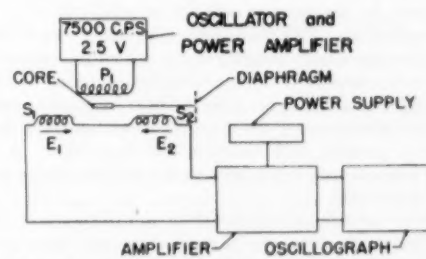 OSCILLATOR and
POWER AMPLIFIER
7500 C.P.S.
2.5 V
P1
CORE
DIAPHRAGM
S1
S2
POWER SUPPLY
E1
E2
AMPLIFIER
OSCILLOGRAPH